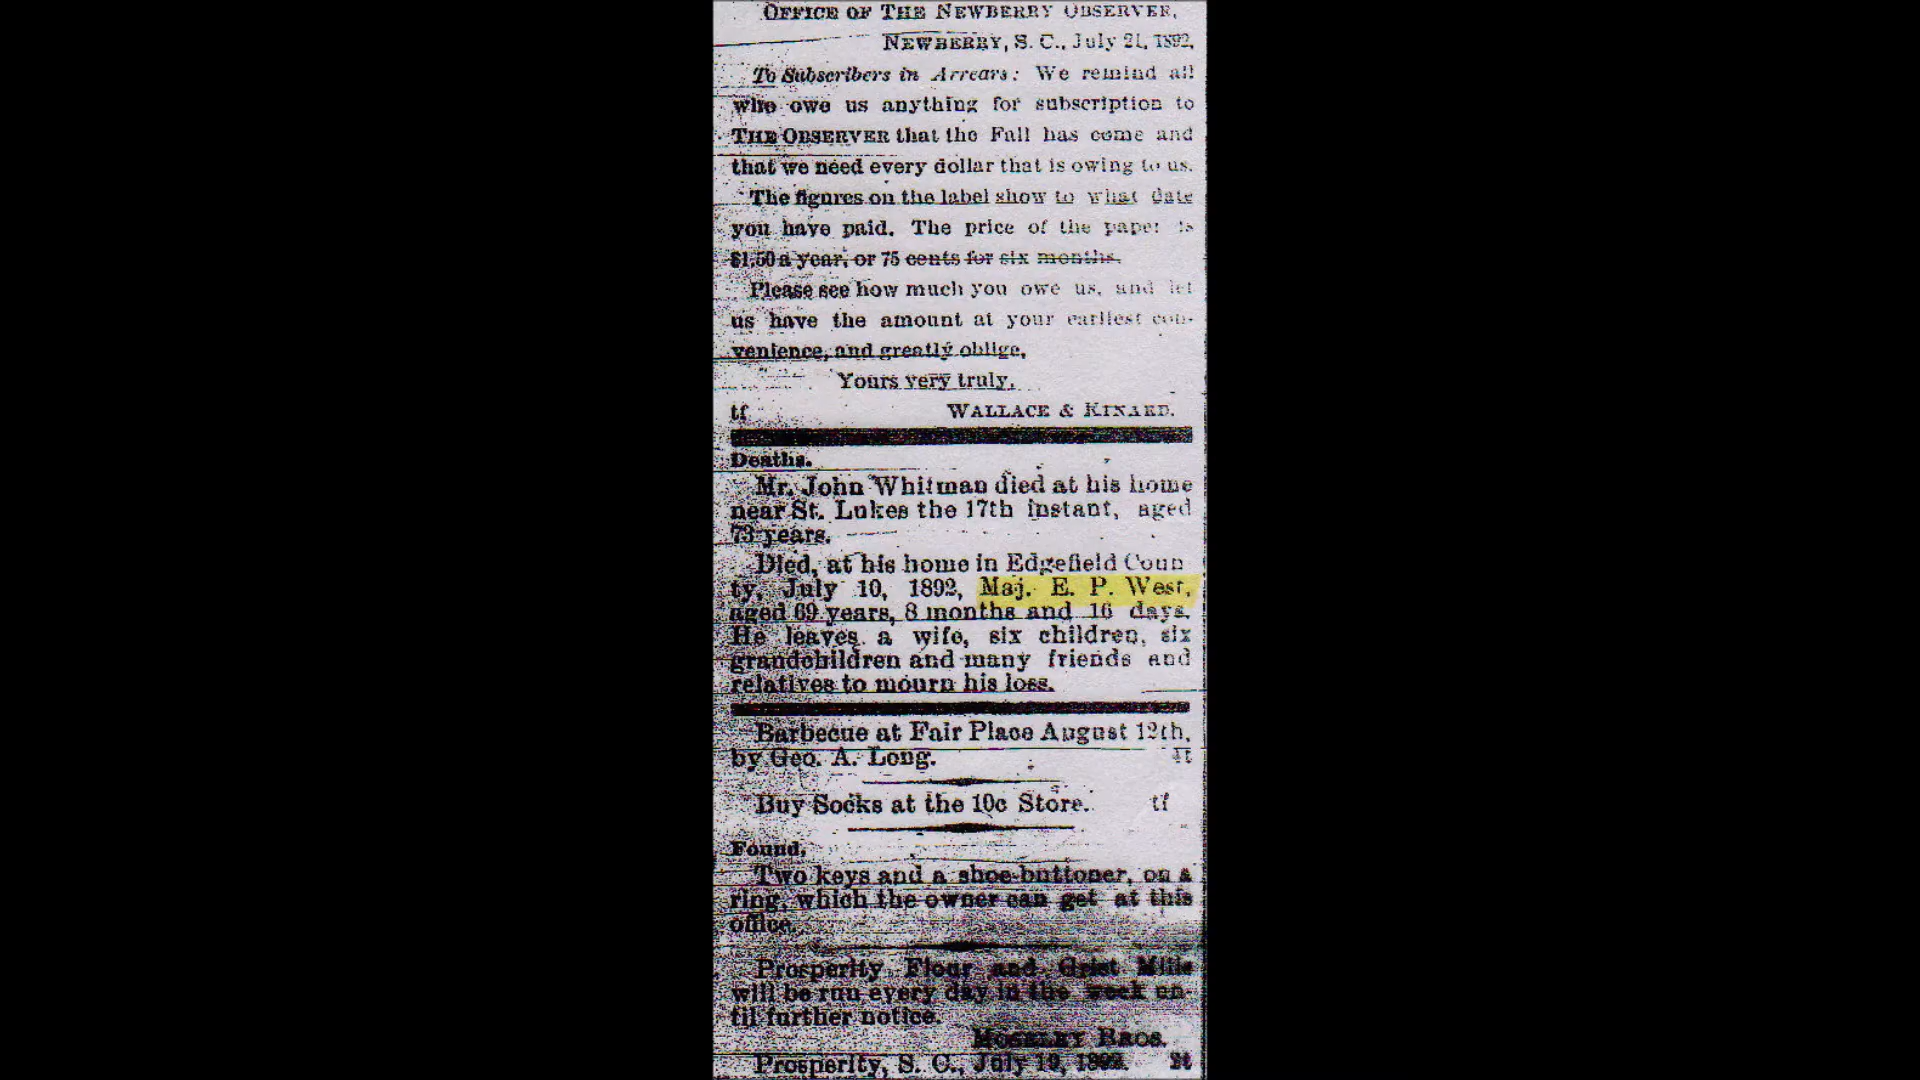 OFFICE OF THE NEWBERRY OBSERVER,
NEWBERRY, S. C., July 21, 1892.
To Subscribers in Arrears: We remind all
who owe us anything for subscription to
THE OBSERVER that the Fall has come and
that we need every dollar that is owing to us.
The figures on the label show to what date
you have paid. The price of the paper is
$1.50 a year, or 75 cents for six months.
Please see how much you owe us, and let
us have the amount at your earliest con-
venience, and greatly oblige,
Yours very truly,
tf WALLACE & KINARD.
Deaths.
Mr. John Whitman died at his home
near St. Lukes the 17th instant, aged
73 years.
Died, at his home in Edgefield Coun
ty, July 10, 1892, Maj. E. P. West,
aged 69 years, 8 months and 16 days.
He leaves a wife, six children, six
grandchildren and many friends and
relatives to mourn his loss.
Barbecue at Fair Place August 12th,
by Geo. A. Long. 4t
Buy Socks at the 10c Store. tf
Found,
Two keys and a shoe-buttoner, on a
ring, which the owner can get at this
office.
Prosperity Flour and Grist Mills
will be run every day in the week un-
til further notice.
MOSELEY BROS.
Prosperity, S. C., July 19, 1892.